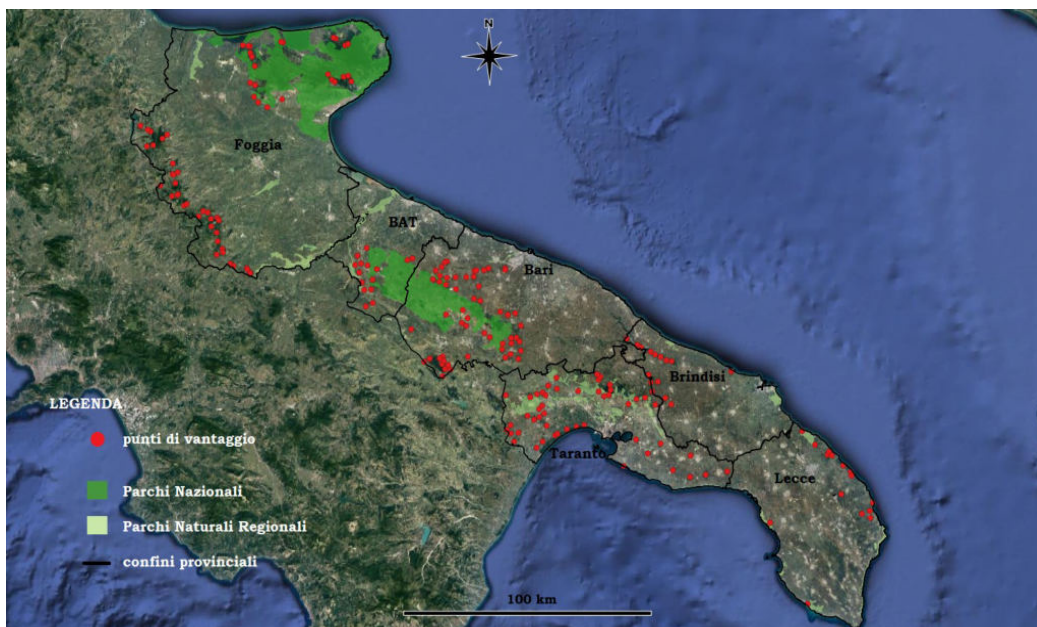 N
Foggia
BAT
Bari
Brindisi
Taranto
Lecce
LEGENDA
punti di vantaggio
Parchi Nazionali
Parchi Naturali Regionali
confini provinciali
100 km